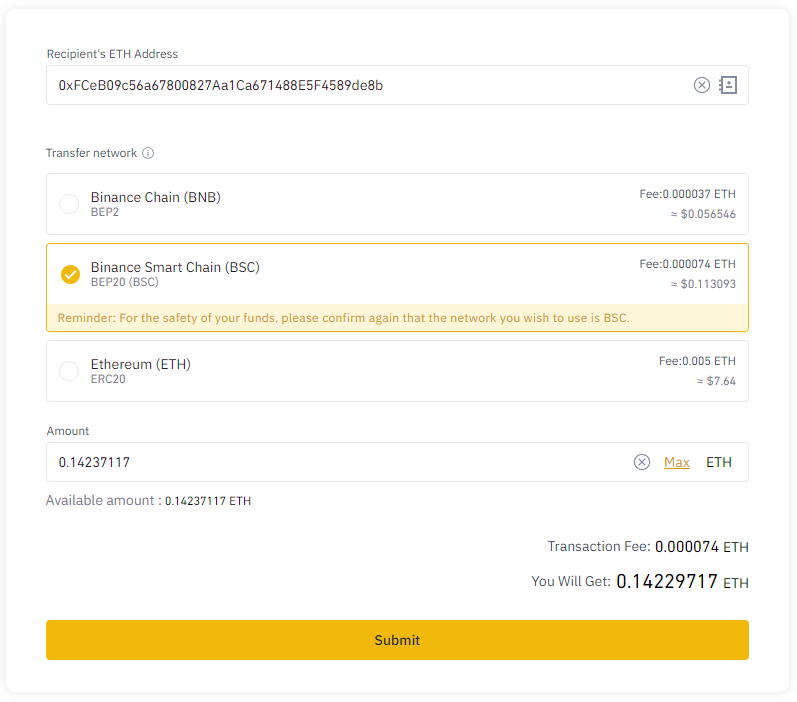 Recipient's ETH Address
0xFCeB09c56a67800827Aa1Ca671488E5F4589de8b
Transfer network
Binance Chain (BNB)
BEP2
Fee:0.000037 ETH
≈ $0.056546
Binance Smart Chain (BSC)
BEP20 (BSC)
Fee:0.000074 ETH
≈ $0.113093
Reminder: For the safety of your funds, please confirm again that the network you wish to use is BSC.
Ethereum (ETH)
ERC20
Fee:0.005 ETH
≈ $7.64
Amount
0.14237117
Max ETH
Available amount : 0.14237117 ETH
Transaction Fee: 0.000074 ETH
You Will Get: 0.14229717 ETH
Submit